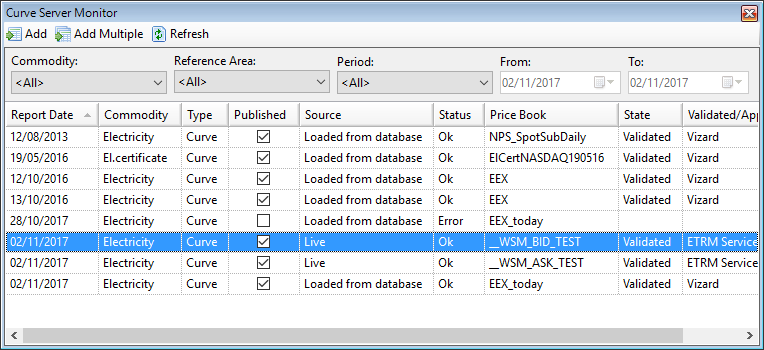 Curve Server Monitor
Add Add Multiple Refresh
Commodity: Reference Area: Period: From: To:
<All> <All> <All> 02/11/2017 02/11/2017
Report Date Commodity Type Published Source Status Price Book State Validated/App
12/08/2013 Electricity Curve Loaded from database Ok NPS_SpotSubDaily Validated Vizard
19/05/2016 El.certificate Curve Loaded from database Ok ElCertNASDAQ190516 Validated Vizard
12/10/2016 Electricity Curve Loaded from database Ok EEX Validated Vizard
13/10/2016 Electricity Curve Loaded from database Ok EEX Validated Vizard
28/10/2017 Electricity Curve Loaded from database Error EEX_today
02/11/2017 Electricity Curve Live Ok __WSM_BID_TEST Validated ETRM Service
02/11/2017 Electricity Curve Live Ok __WSM_ASK_TEST Validated ETRM Service
02/11/2017 Electricity Curve Loaded from database Ok EEX_today Validated Vizard